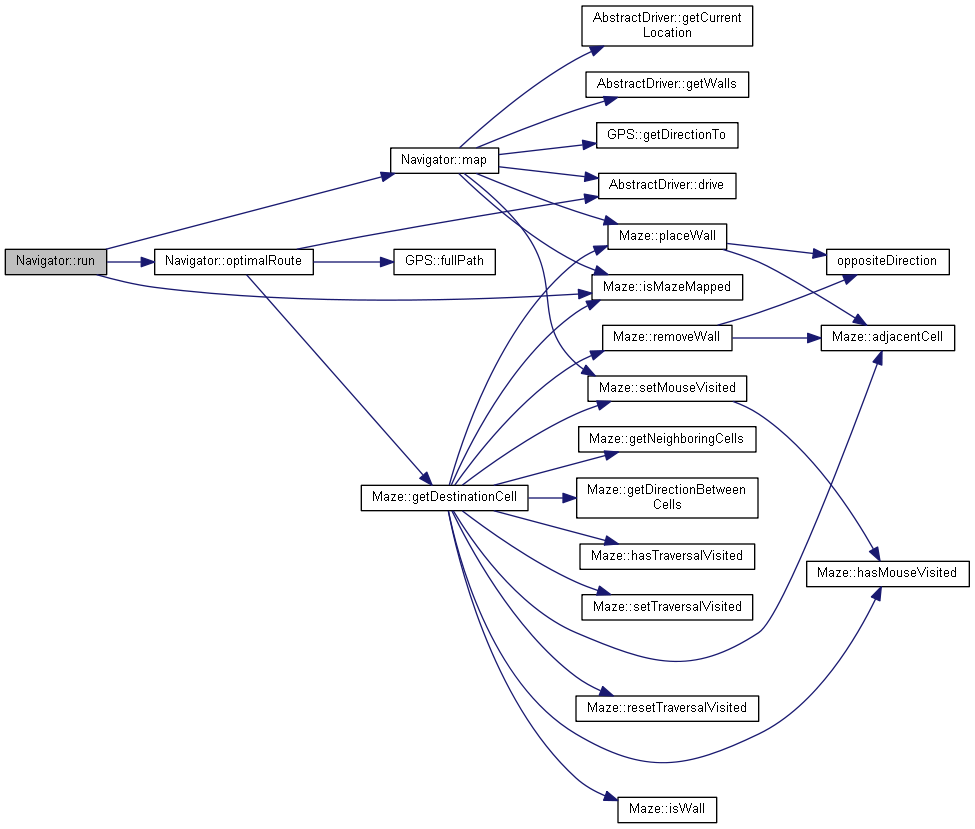 AbstractDriver::getCurrent
Location
AbstractDriver::getWalls
GPS::getDirectionTo
Navigator::map
AbstractDriver::drive
Maze::placeWall
Navigator::run
Navigator::optimalRoute
GPS::fullPath
oppositeDirection
Maze::isMazeMapped
Maze::removeWall
Maze::adjacentCell
Maze::setMouseVisited
Maze::getNeighboringCells
Maze::getDestinationCell
Maze::getDirectionBetween
Cells
Maze::hasTraversalVisited
Maze::hasMouseVisited
Maze::setTraversalVisited
Maze::resetTraversalVisited
Maze::isWall